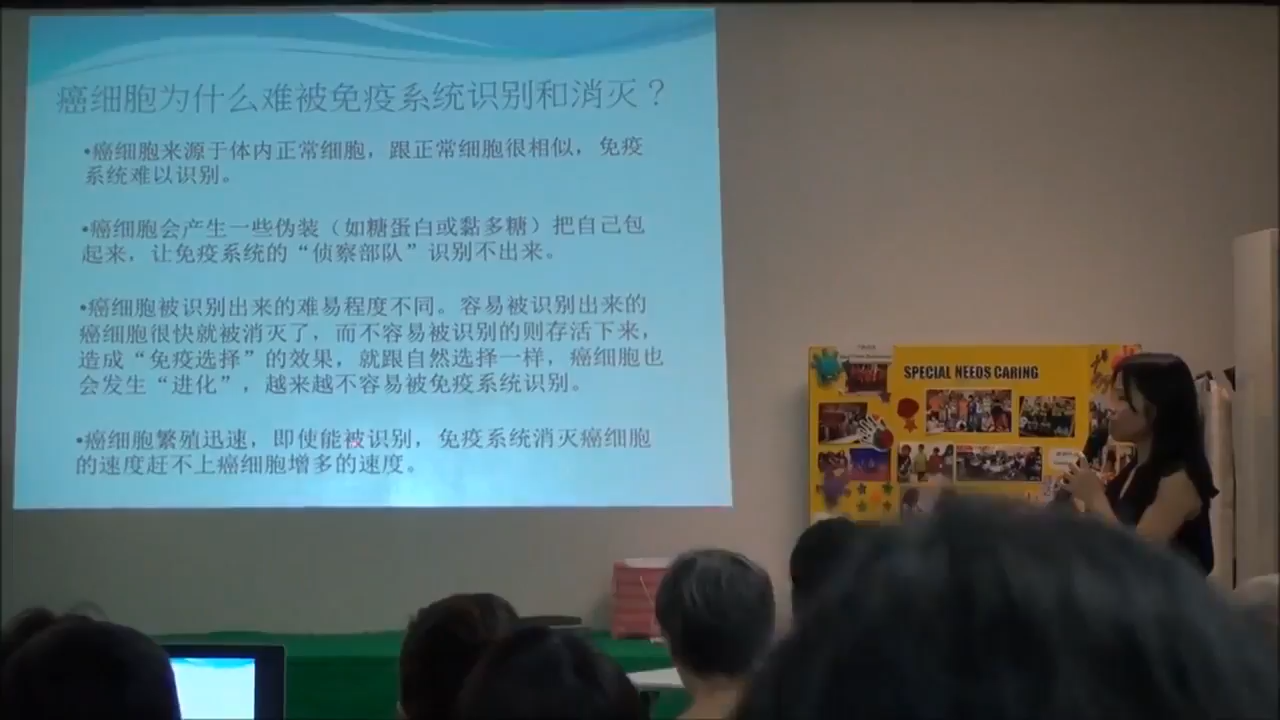 癌细胞为什么难被免疫系统识别和消灭？
•癌细胞来源于体内正常细胞，跟正常细胞很相似，免疫
系统难以识别。
•癌细胞会产生一些伪装（如糖蛋白或黏多糖）把自己包
起来，让免疫系统的“侦察部队”识别不出来。
•癌细胞被识别出来的难易程度不同。容易被识别出来的
癌细胞很快就被消灭了，而不容易被识别的则存活下来，
造成“免疫选择”的效果，就跟自然选择一样，癌细胞也
会发生“进化”，越来越不容易被免疫系统识别。
•癌细胞繁殖迅速，即使能被识别，免疫系统消灭癌细胞
的速度赶不上癌细胞增多的速度。
SPECIAL NEEDS CARING